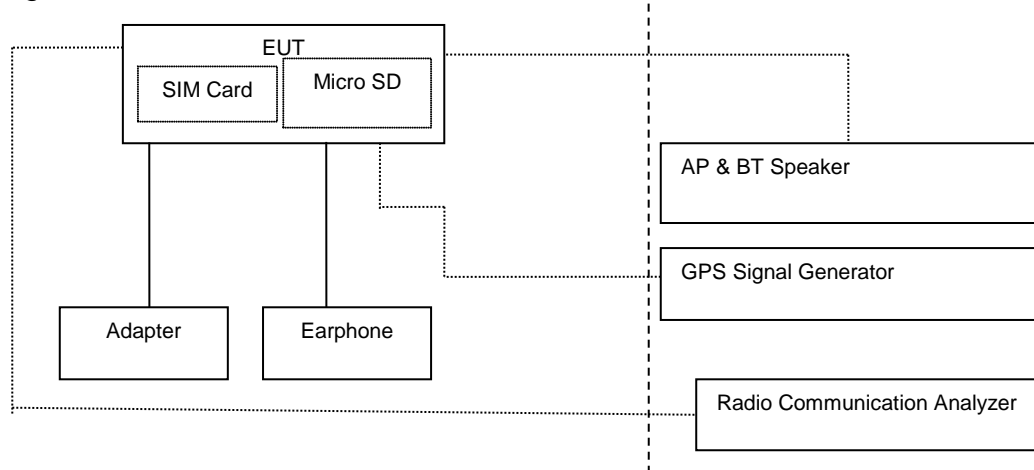 EUT
SIM Card
Micro SD
AP & BT Speaker
GPS Signal Generator
Adapter
Earphone
Radio Communication Analyzer